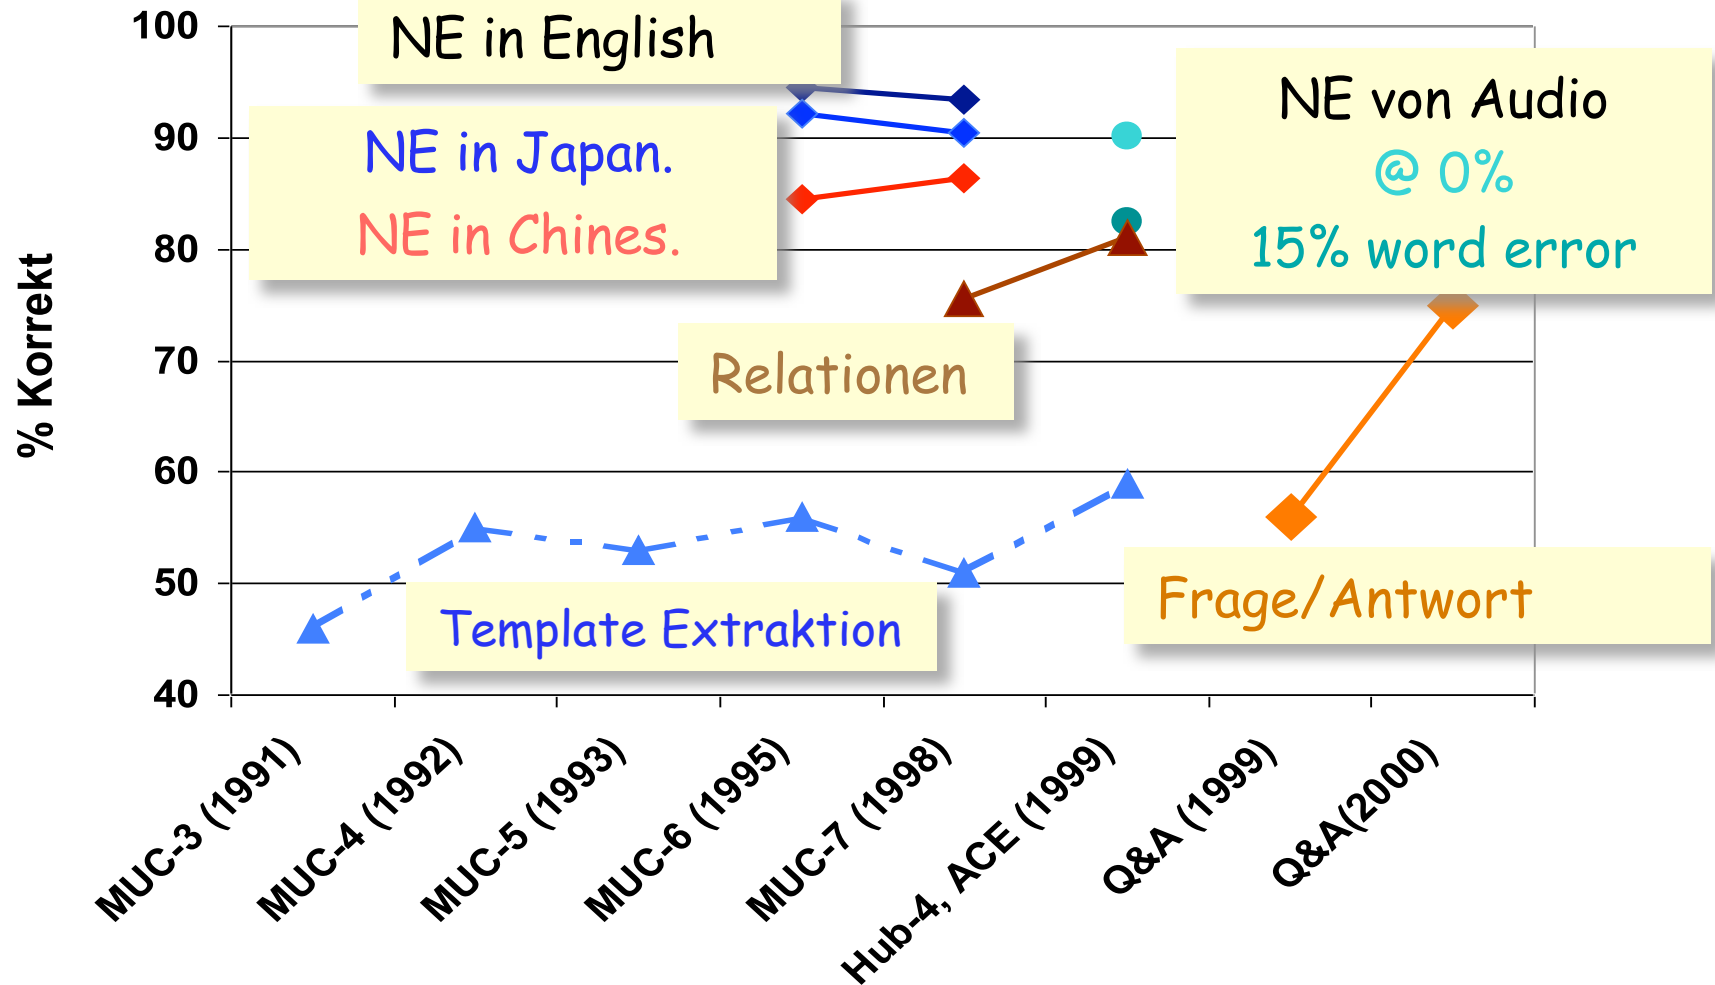 NE in English
NE in Japan.
NE in Chines.
NE von Audio
@ 0%
15% word error
Relationen
Template Extraktion
Frage/Antwort
% Korrekt
100
90
80
70
60
50
40
MUC-3 (1991)
MUC-4 (1992)
MUC-5 (1993)
MUC-6 (1995)
MUC-7 (1998)
Hub-4, ACE (1999)
Q&A (1999)
Q&A(2000)